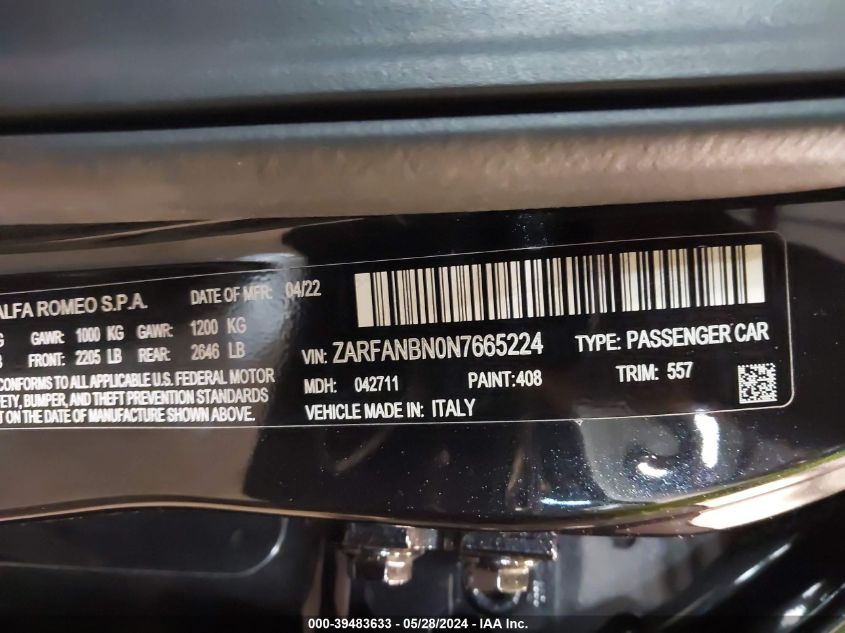 ALFA ROMEO S.P.A. DATE OF MFR: 04/22
G GAWR: 1000 KG GAWR: 1200 KG
B FRONT: 2205 LB REAR: 2646 LB
VIN: ZARFANBN0N7665224 TYPE: PASSENGER CAR
CONFORMS TO ALL APPLICABLE U.S. FEDERAL MOTOR
FETY, BUMPER, AND THEFT PREVENTION STANDARDS
T ON THE DATE OF MANUFACTURE SHOWN ABOVE.
MDH: 042711 PAINT:408 TRIM: 557
VEHICLE MADE IN: ITALY
000-39483633 - 05/28/2024 - IAA Inc.